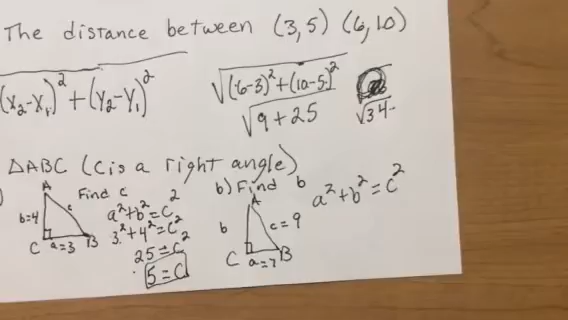 The distance between (3,5) (6,10)
(x₂-x₁)² + (y₂-y₁)²
√(6-3)² + (10-5)²
√9 + 25
√34
△ABC (C is a right angle)
A
b=4
c
C
a=3
B
Find c
a² + b² = c²
3² + 4² = c²
25 = c²
5 = c
b) Find b
A
b
c=9
C
a=7
B
a² + b² = c²